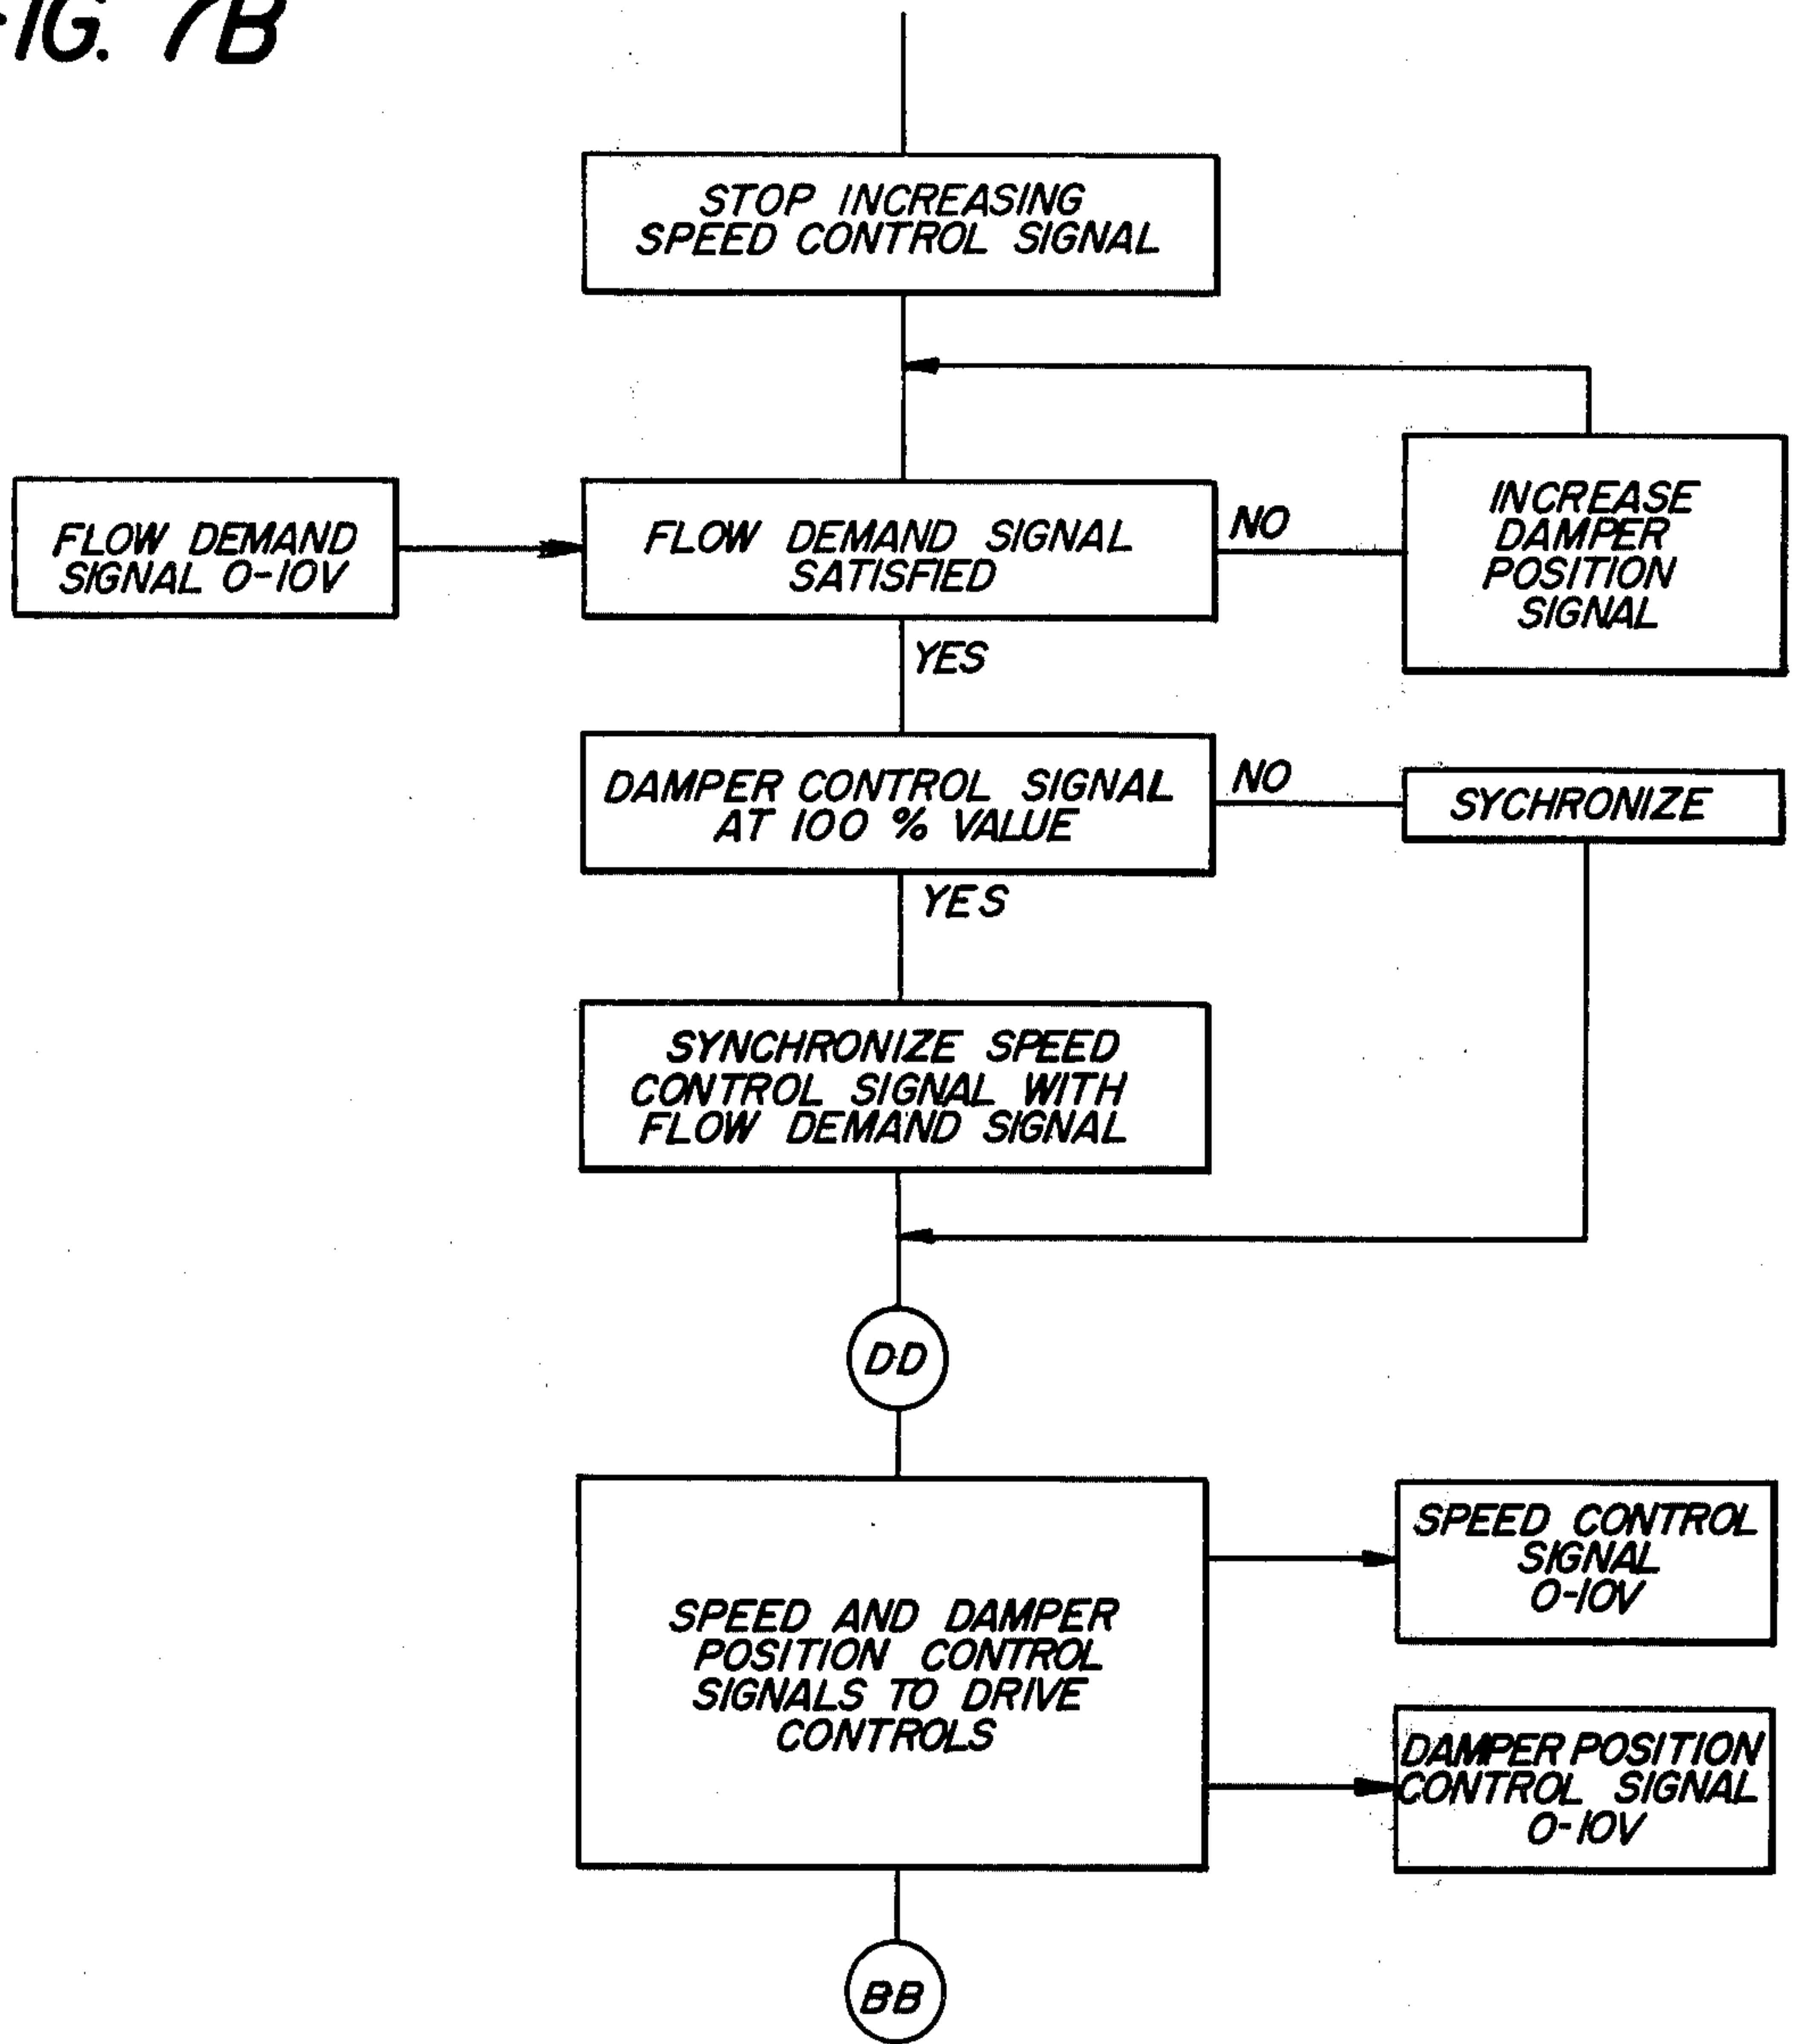 FIG. 7B
STOP INCREASING
SPEED CONTROL SIGNAL
FLOW DEMAND
SIGNAL 0-10V
FLOW DEMAND SIGNAL
SATISFIED
NO
INCREASE
DAMPER
POSITION
SIGNAL
YES
DAMPER CONTROL SIGNAL
AT 100 % VALUE
NO
SYCHRONIZE
YES
SYNCHRONIZE SPEED
CONTROL SIGNAL WITH
FLOW DEMAND SIGNAL
DD
SPEED AND DAMPER
POSITION CONTROL
SIGNALS TO DRIVE
CONTROLS
SPEED CONTROL
SIGNAL
0-10V
DAMPER POSITION
CONTROL SIGNAL
0-10V
BB